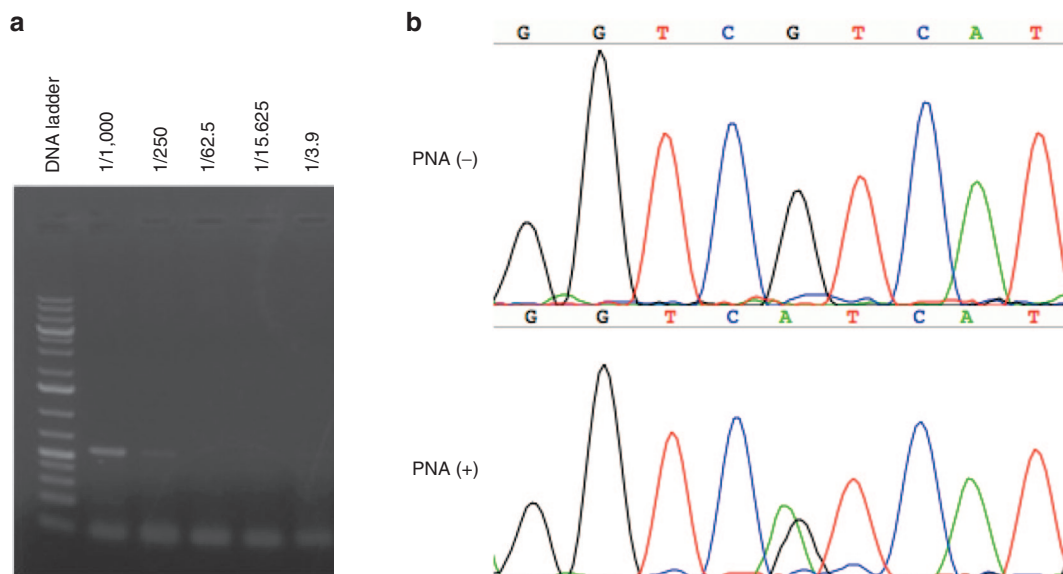 a
DNA ladder
1/1,000
1/250
1/62.5
1/15.625
1/3.9
b
G G T C G T C A T
PNA (–)
G G T C A T C A T
PNA (+)